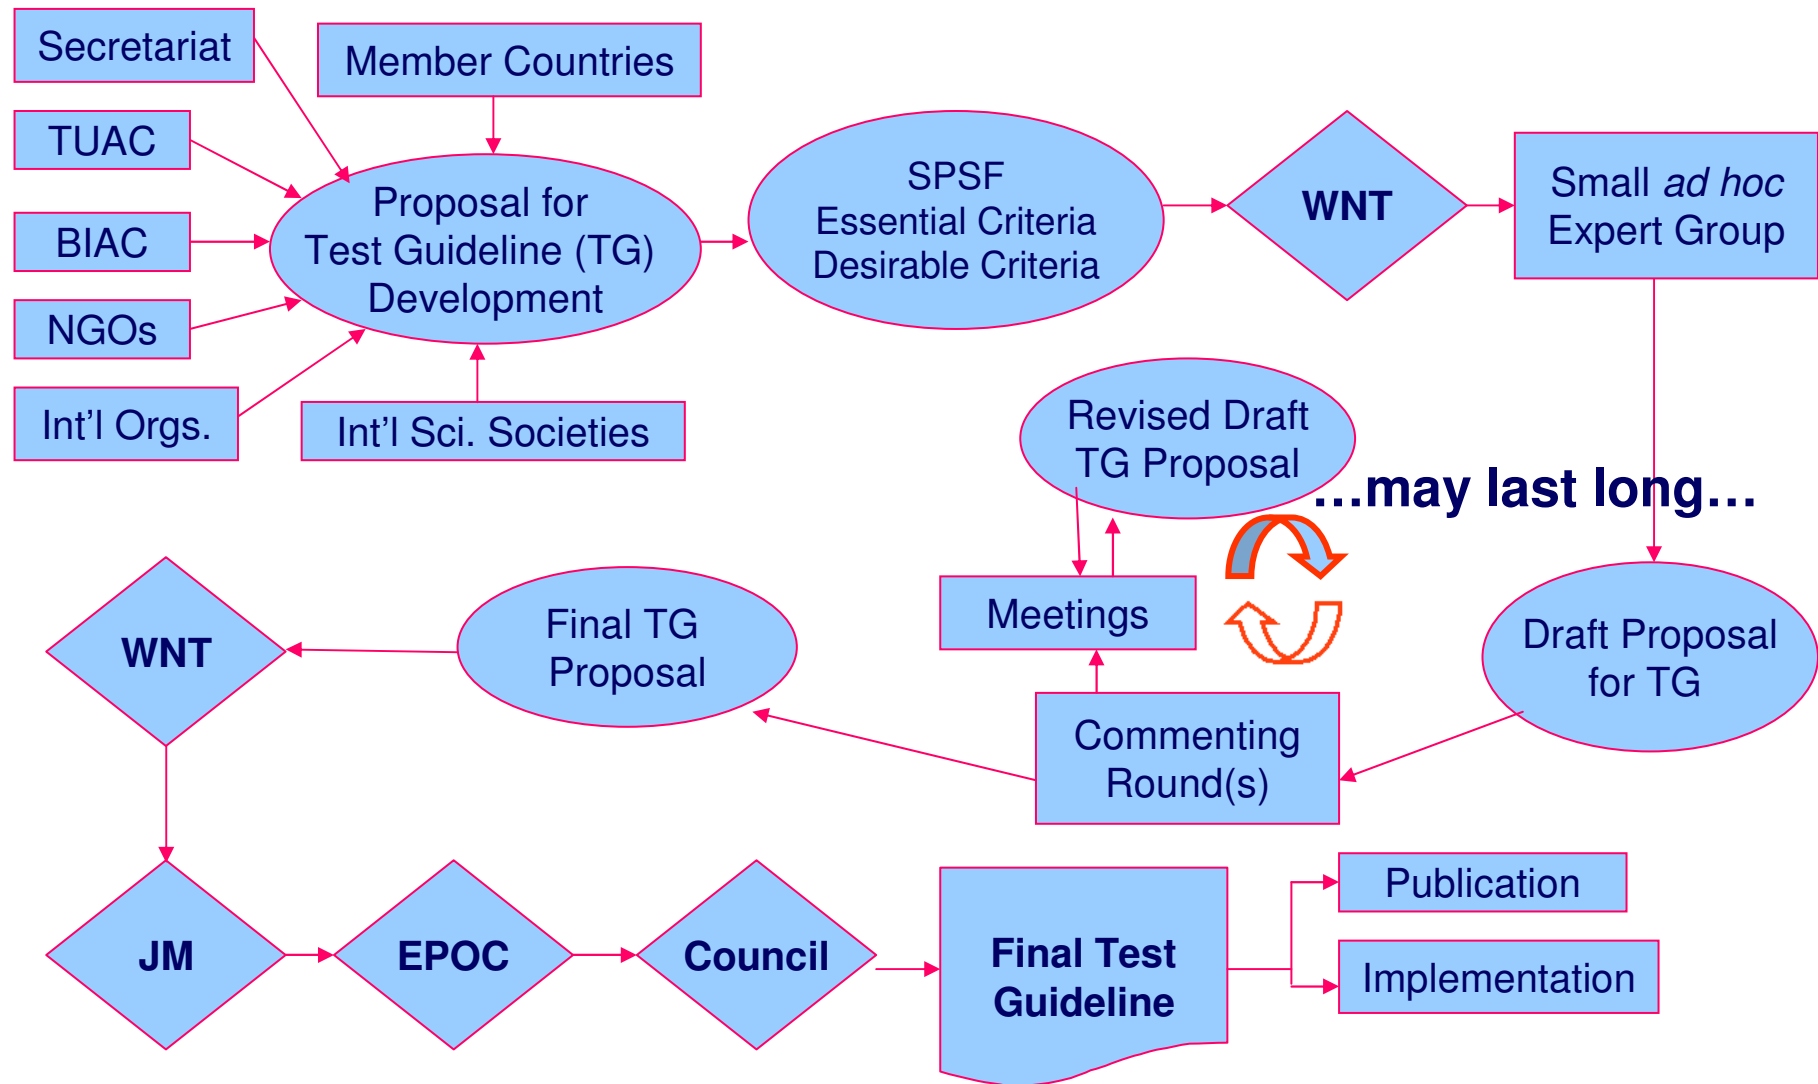 Secretariat
Member Countries
TUAC
BIAC
NGOs
Int’l Orgs.
Int’l Sci. Societies
Proposal for
Test Guideline (TG)
Development
SPSF
Essential Criteria
Desirable Criteria
WNT
Small ad hoc
Expert Group
Revised Draft
TG Proposal
…may last long…
Meetings
Draft Proposal
for TG
Commenting
Round(s)
Final TG
Proposal
WNT
JM
EPOC
Council
Final Test
Guideline
Publication
Implementation